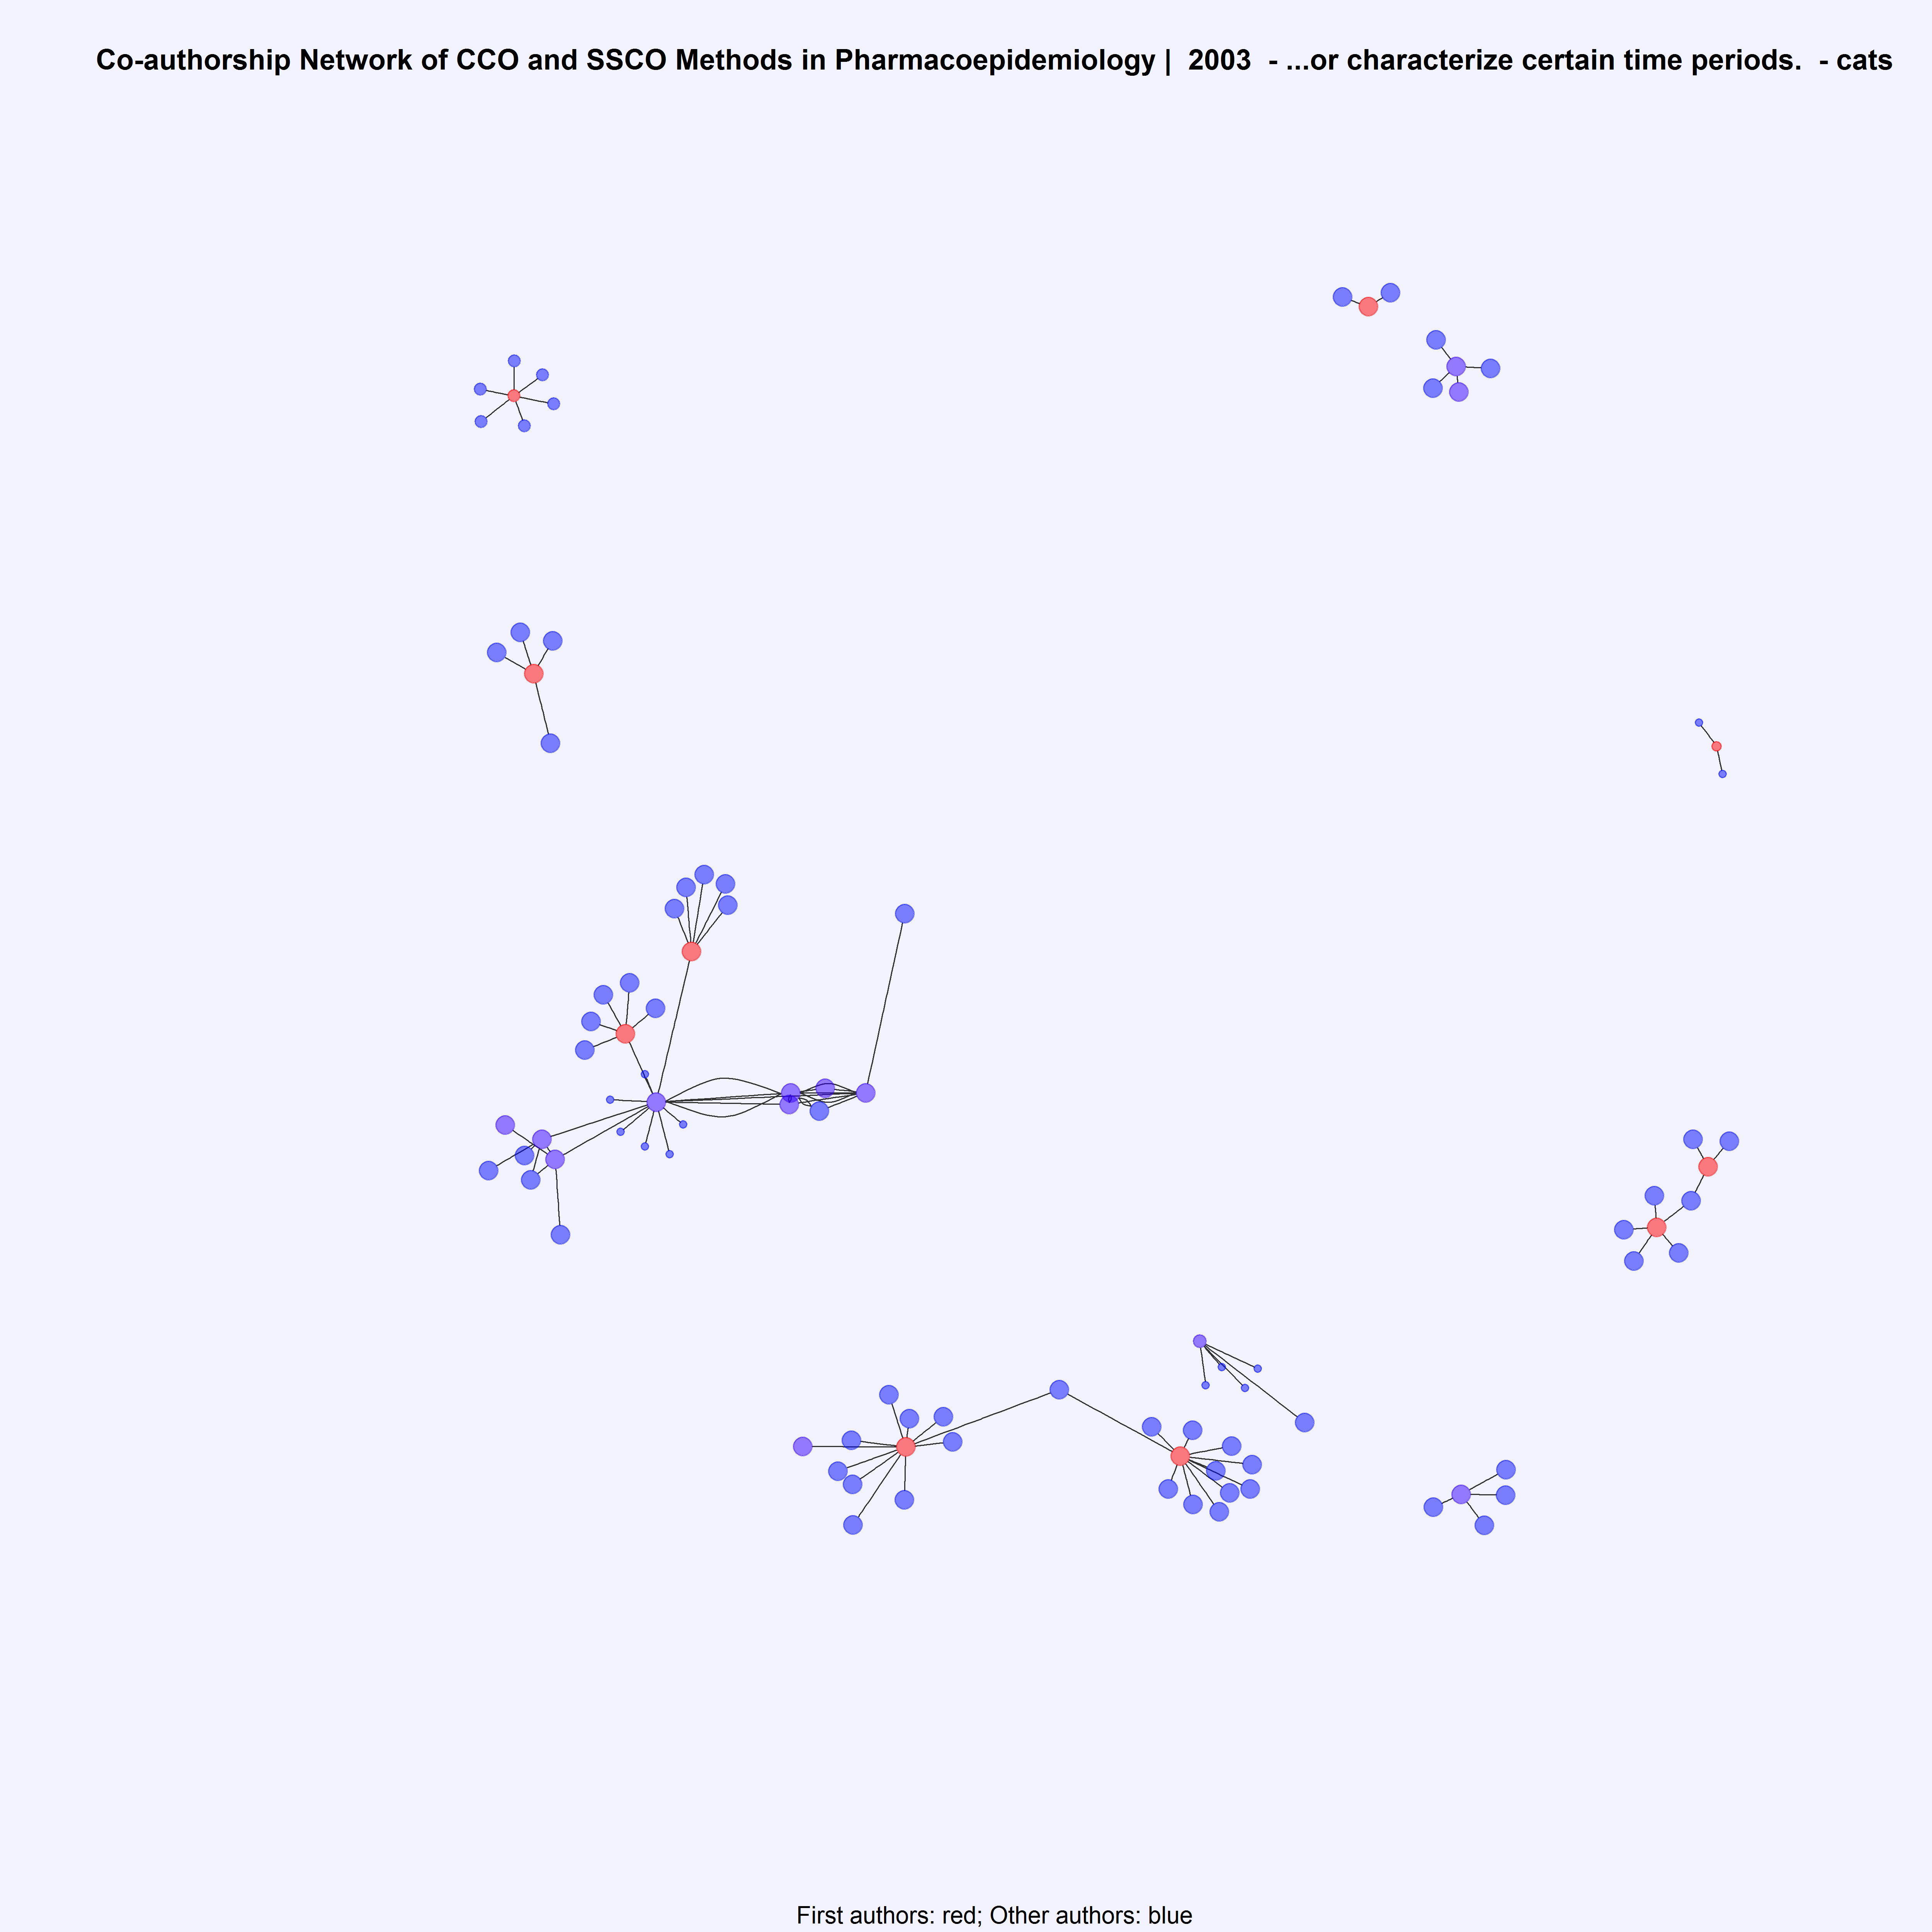 Co-authorship Network of CCO and SSCO Methods in Pharmacoepidemiology |  2003  - ...or characterize certain time periods.  - cats
First authors: red; Other authors: blue